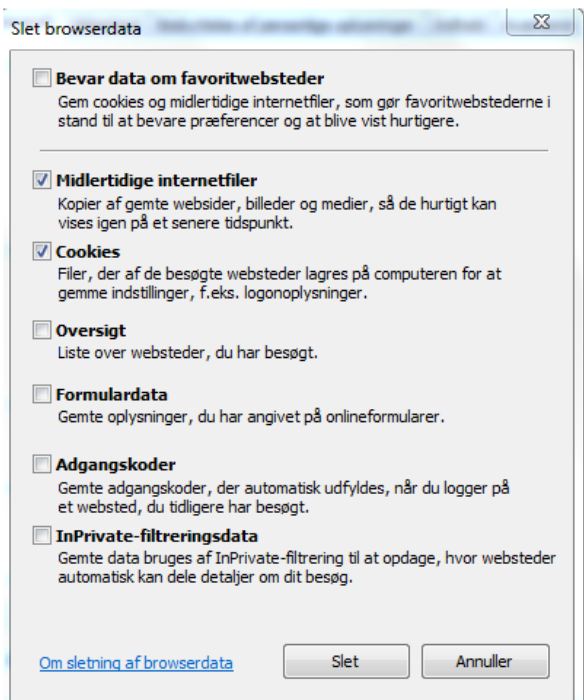 Slet browserdata
Bevar data om favoritwebsteder
Gem cookies og midlertidige internetfiler, som gør favoritwebstederne i
stand til at bevare præferencer og at blive vist hurtigere.
Midlertidige internetfiler
Kopier af gemte websider, billeder og medier, så de hurtigt kan
vises igen på et senere tidspunkt.
Cookies
Filer, der af de besøgte websteder lagres på computeren for at
gemme indstillinger, f.eks. logonoplysninger.
Oversigt
Liste over websteder, du har besøgt.
Formulardata
Gemte oplysninger, du har angivet på onlineformularer.
Adgangskoder
Gemte adgangskoder, der automatisk udfyldes, når du logger på
et websted, du tidligere har besøgt.
InPrivate-filtreringsdata
Gemte data bruges af InPrivate-filtrering til at opdage, hvor websteder
automatisk kan dele detaljer om dit besøg.
Om sletning af browserdata Slet Annuller